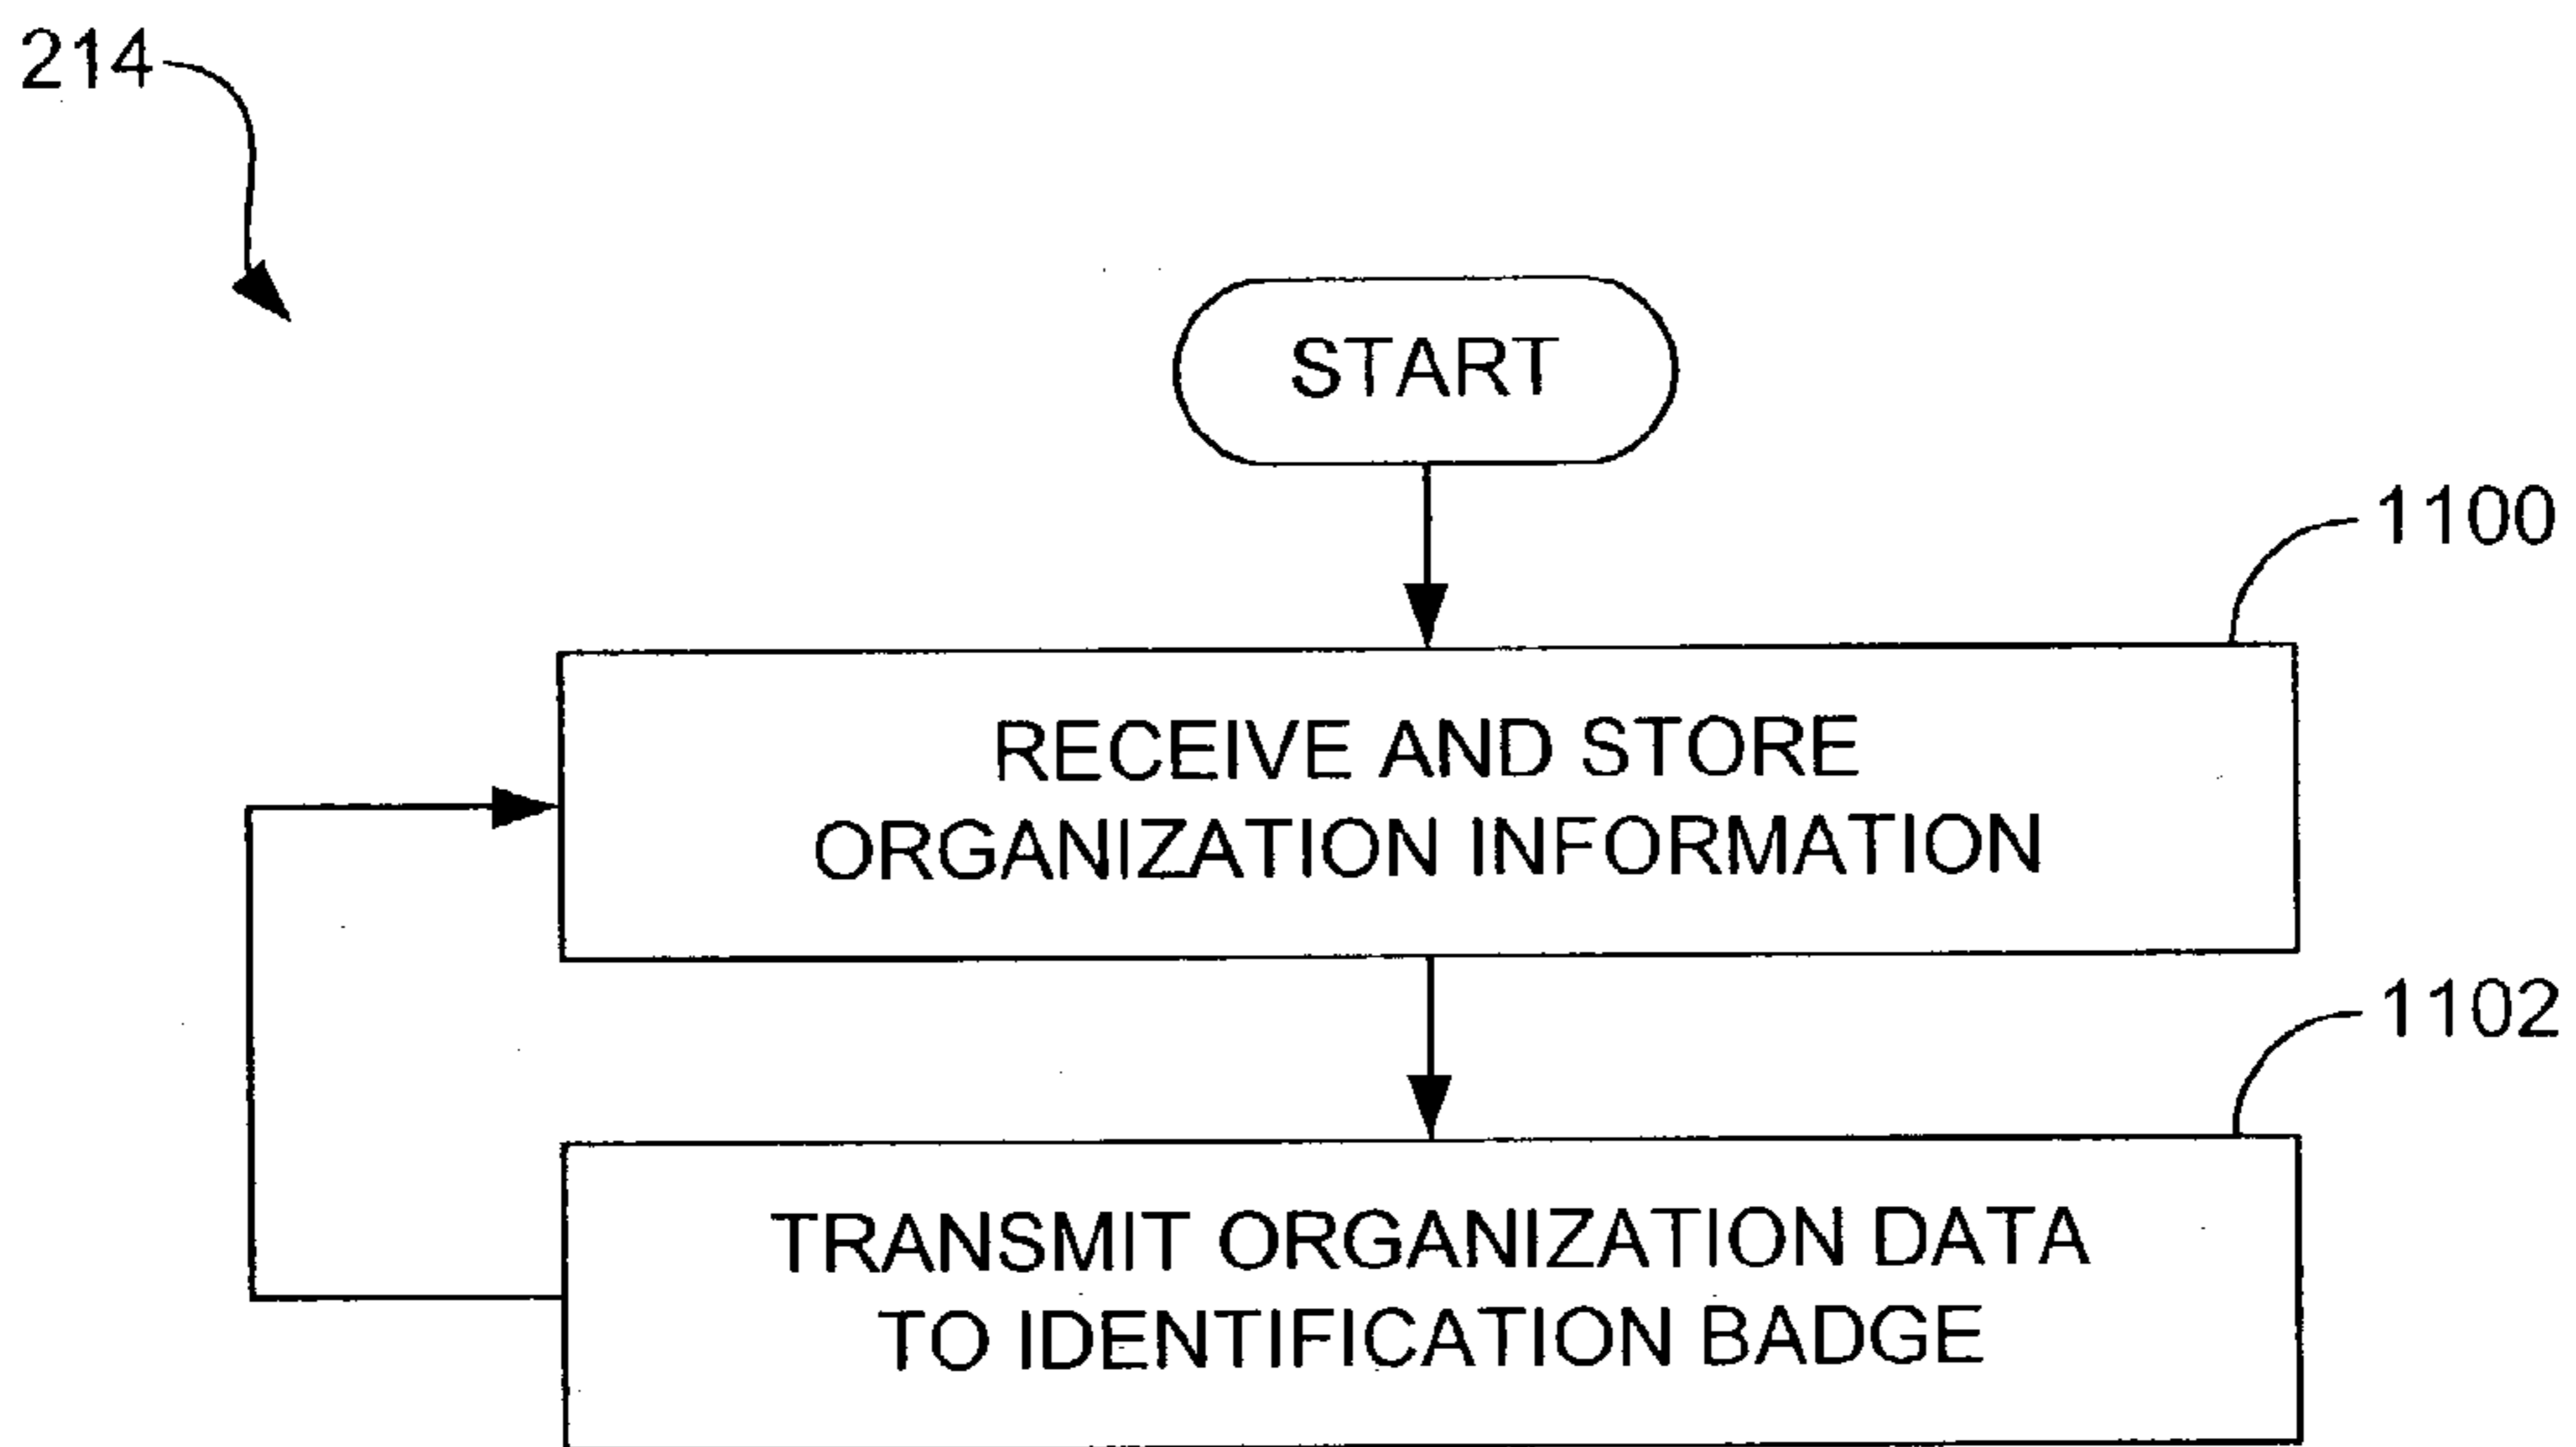 214
START
1100
RECEIVE AND STORE
ORGANIZATION INFORMATION
1102
TRANSMIT ORGANIZATION DATA
TO IDENTIFICATION BADGE